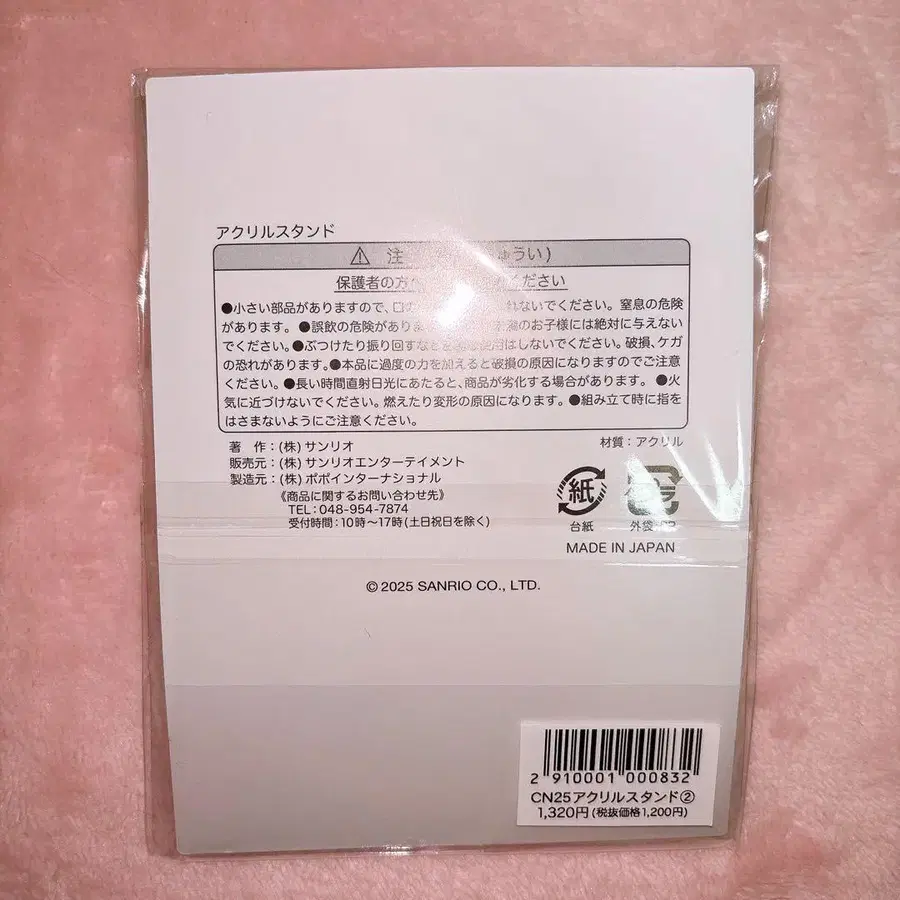 アクリルスタンド
⚠ 注 ゅうい)
保護者の方 ください
●小さい部品がありますので、口の れないでください。窒息の危険
があります。●誤飲の危険があり のお子様には絶対に与えない
でください。●ぶつけたり振り回すなど 使用はしないでください。破損、ケガ
の恐れがあります。●本品に過度の力を加えると破損の原因になりますのでご注意
ください。●長い時間直射日光にあたると、商品が劣化する場合があります。●火
気に近づけないでください。燃えたり変形の原因になります。●組み立て時に指を
はさまないようにご注意ください。
著 作:(株)サンリオ
材質:アクリル
販売元:(株)サンリオエンターテイメント
製造元:(株)ポポインターナショナル
《商品に関するお問い合わせ先》
TEL:048-954-7874
受付時間:10時~17時(土日祝日を除く)
紙
プラ
台紙
外袋
MADE IN JAPAN
© 2025 SANRIO CO., LTD.
2 910001 000832
CN25アクリルスタンド②
1,320円(税抜価格1,200円)